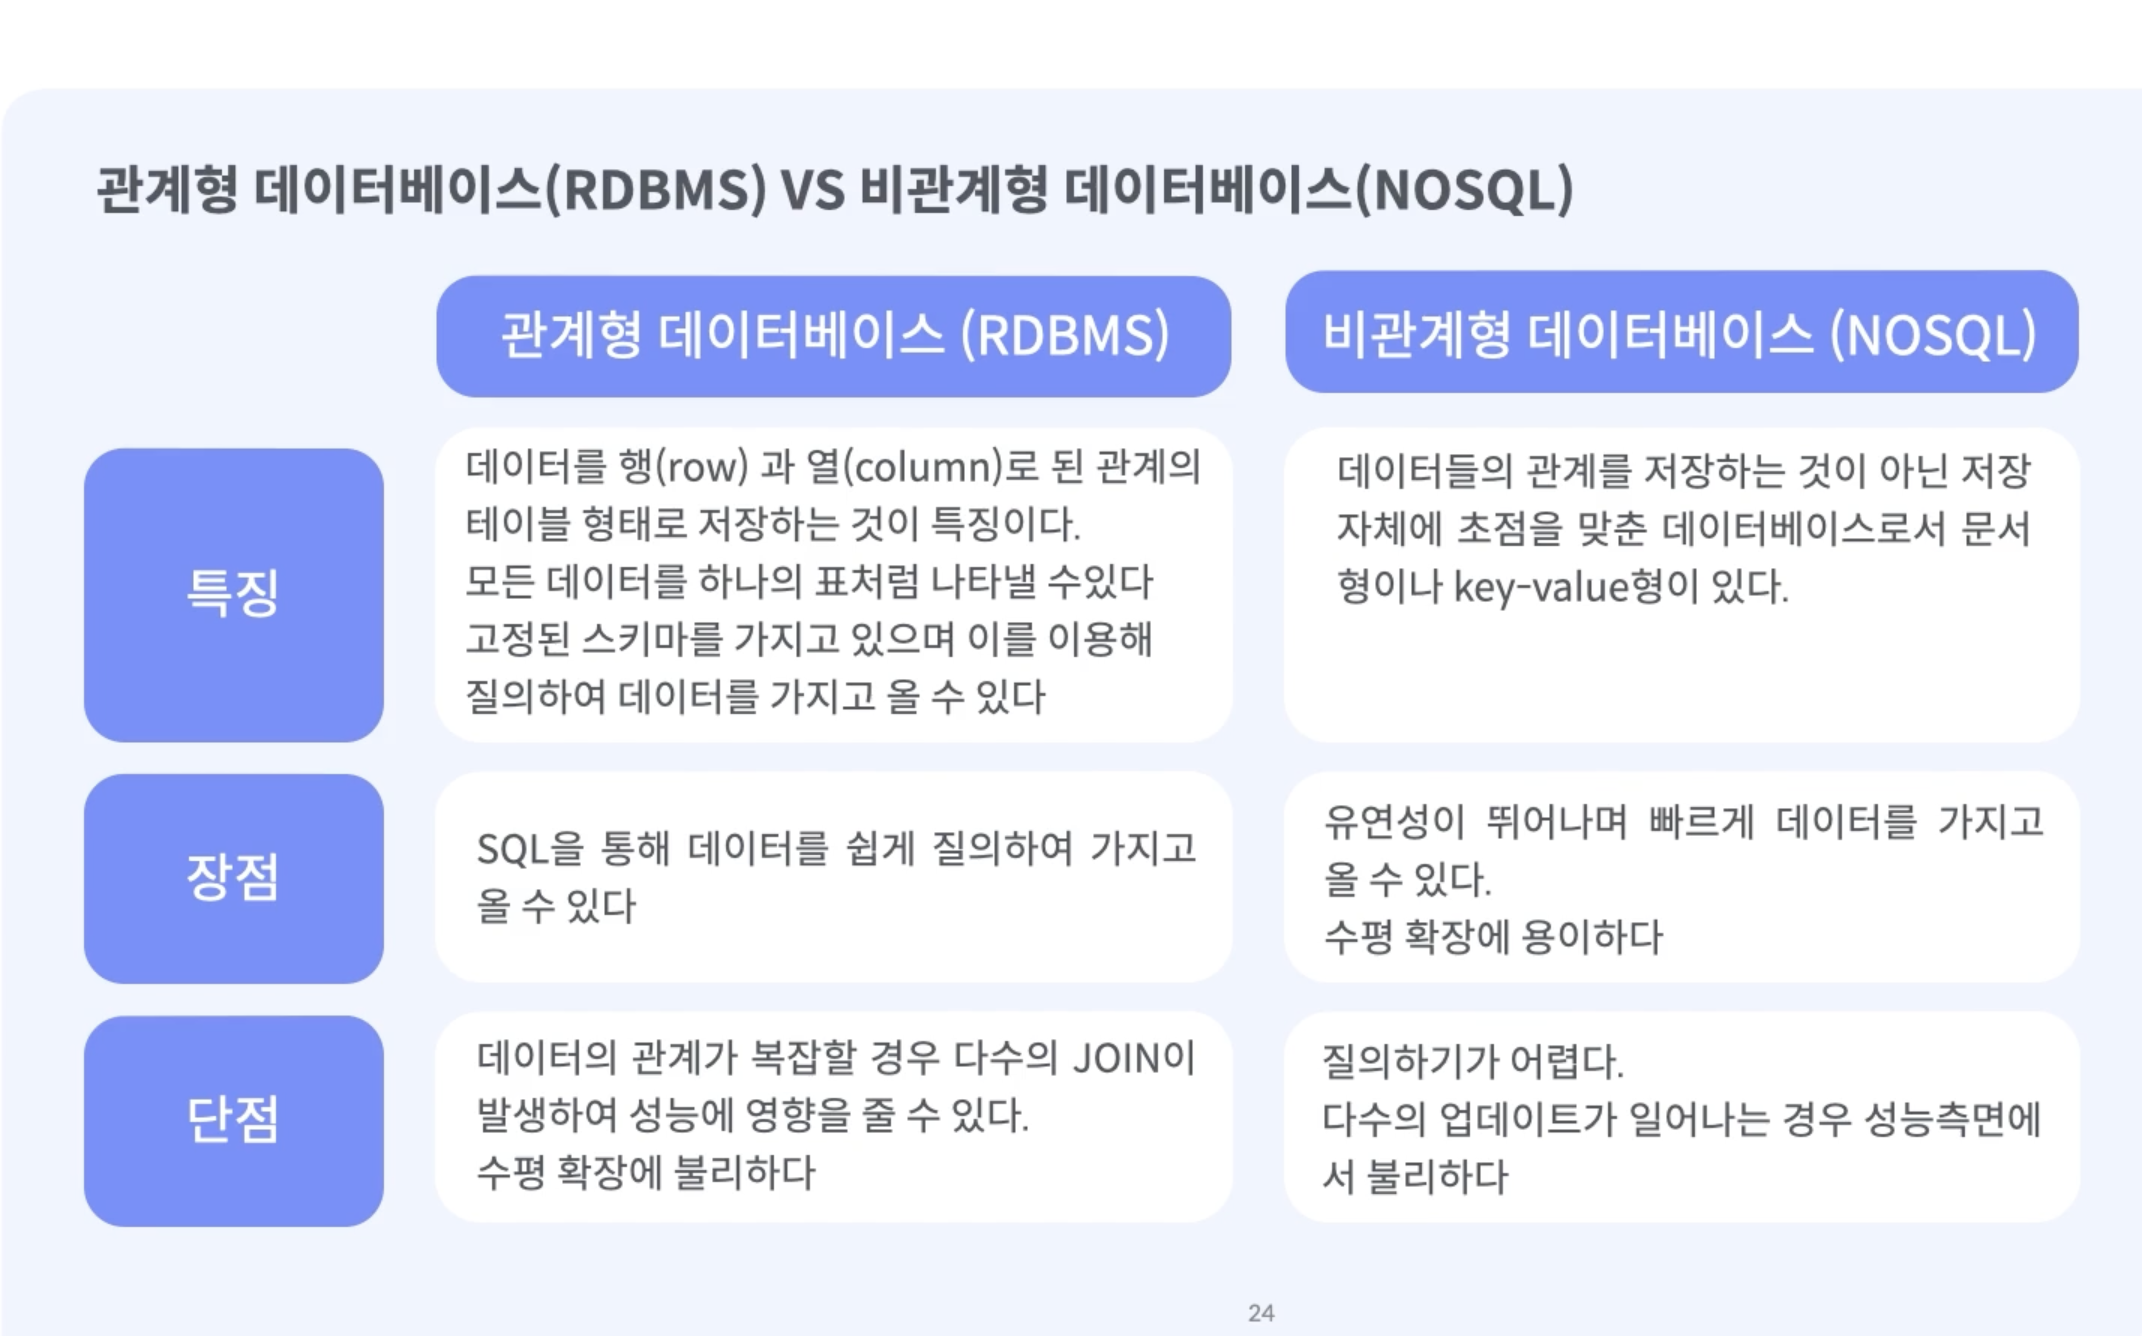 관계형 데이터베이스(RDBMS) VS 비관계형 데이터베이스(NOSQL)
관계형 데이터베이스 (RDBMS)
비관계형 데이터베이스 (NOSQL)
특징
데이터를 행(row) 과 열(column)로 된 관계의
테이블 형태로 저장하는 것이 특징이다.
모든 데이터를 하나의 표처럼 나타낼 수있다
고정된 스키마를 가지고 있으며 이를 이용해
질의하여 데이터를 가지고 올 수 있다
데이터들의 관계를 저장하는 것이 아닌 저장
자체에 초점을 맞춘 데이터베이스로서 문서
형이나 key-value형이 있다.
장점
SQL을 통해 데이터를 쉽게 질의하여 가지고
올 수 있다
유연성이 뛰어나며 빠르게 데이터를 가지고
올 수 있다.
수평 확장에 용이하다
단점
데이터의 관계가 복잡할 경우 다수의 JOIN이
발생하여 성능에 영향을 줄 수 있다.
수평 확장에 불리하다
질의하기가 어렵다.
다수의 업데이트가 일어나는 경우 성능측면에
서 불리하다
24